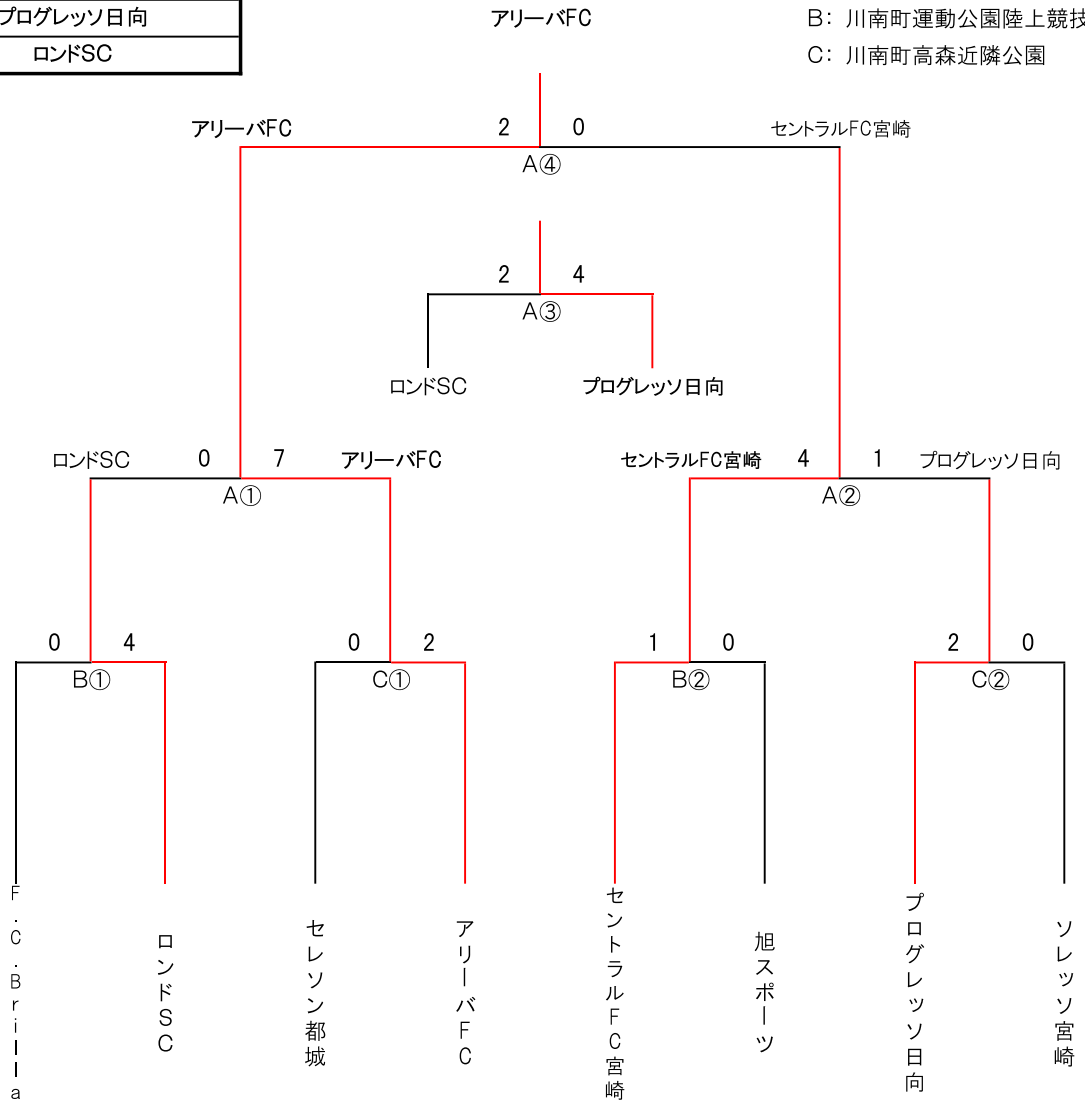 プログレッソ日向
ロンドSC
アリーバFC
B: 川南町運動公園陸上競技
C: 川南町高森近隣公園
アリーバFC 2 0 セントラルFC宮崎
A④
2 4
A③
ロンドSC プログレッソ日向
ロンドSC 0 7 アリーバFC セントラルFC宮崎 4 1 プログレッソ日向
A① A②
0 4 0 2 1 0 2 0
B① C① B② C②
F.C.Brilla
ロンドSC
セレソン都城
アリーバFC
セントラルFC宮崎
旭スポーツ
プログレッソ日向
ソレッソ宮崎